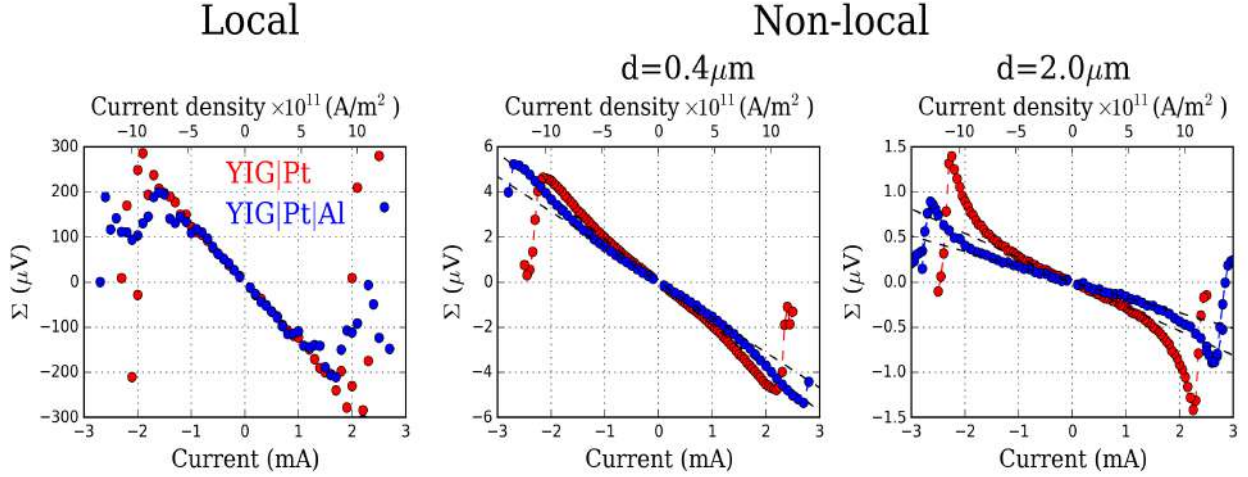 Local
Non-local
d=0.4μm
d=2.0μm
Current density ×10¹¹ (A/m²)
Current density ×10¹¹ (A/m²)
Current density ×10¹¹ (A/m²)
−10 −5 0 5 10
−10 −5 0 5 10
−10 −5 0 5 10
YIG|Pt
YIG|Pt|Al
Σ (μV)
300
200
100
0
−100
−200
−300
−3 −2 −1 0 1 2 3
Current (mA)
Σ (μV)
6
4
2
0
−2
−4
−6
−3 −2 −1 0 1 2 3
Current (mA)
Σ (μV)
1.5
1.0
0.5
0.0
−0.5
−1.0
−1.5
−3 −2 −1 0 1 2 3
Current (mA)